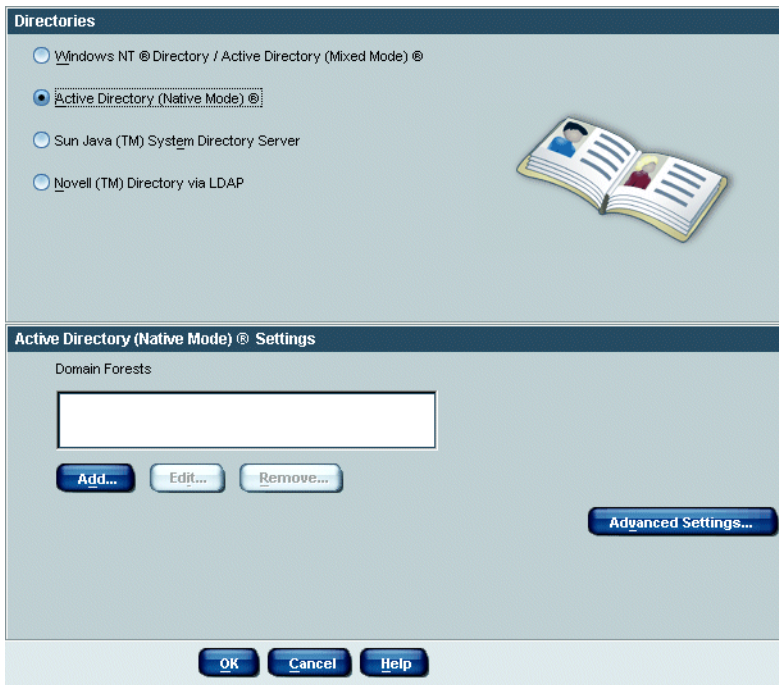 Directories
Windows NT ® Directory / Active Directory (Mixed Mode) ®
Active Directory (Native Mode) ®
Sun Java (TM) System Directory Server
Novell (TM) Directory via LDAP
Active Directory (Native Mode) ® Settings
Domain Forests
Add...
Edit...
Remove...
Advanced Settings...
OK
Cancel
Help